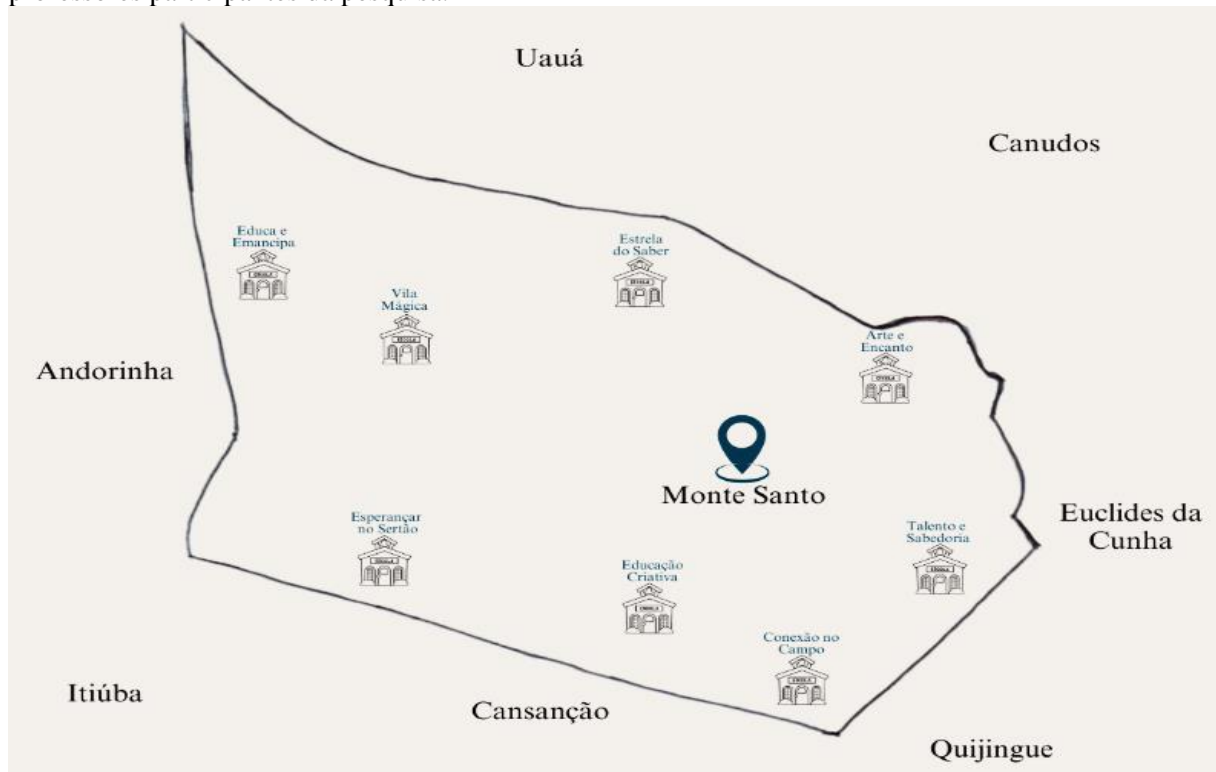 Uauá
Canudos
Educa e
Emancipa
Estrela
do Saber
Vila
Mágica
Arte e
Encanto
Andorinha
Monte Santo
Esperançar
no Sertão
Talento e
Sabedoria
Euclides da
Cunha
Educação
Criativa
Conexão no
Campo
Itiúba
Cansanção
Quijingue